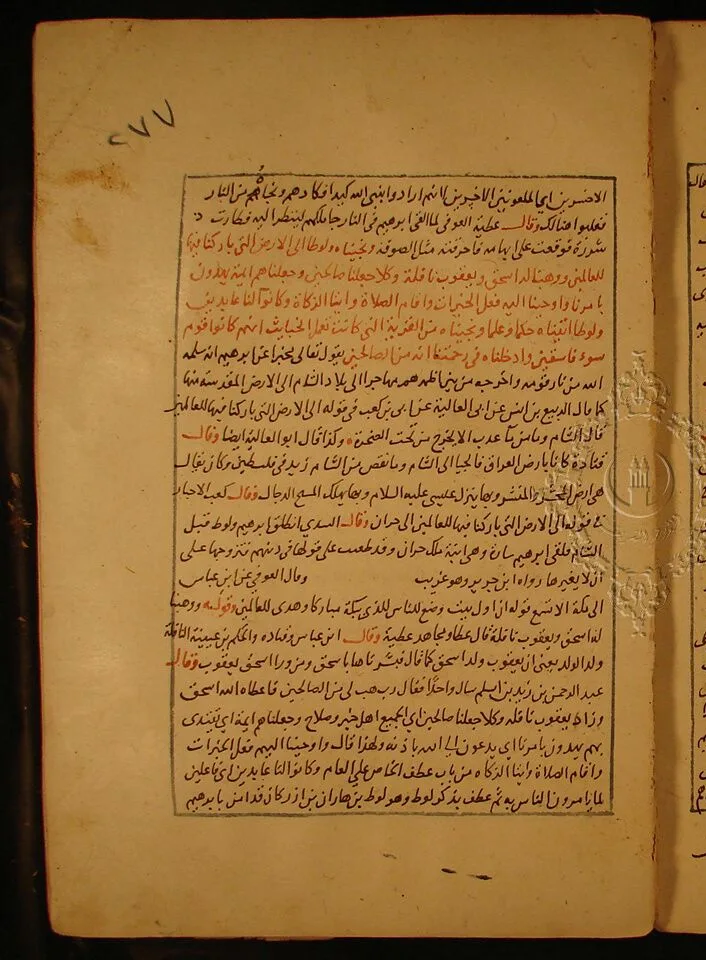 ٢٧٧
الاخسرين اي المغلوبين الاخيرين لانهم ارادوا بنبي الله كيدا فكادهم ونجاهم من النار
فغلبوا هنالك وقال عطية العوفي لما القي ابرهيم في النار جا ملكهم لينظر اليه فطارت
شررة فوقعت على ابهامه فاحرقته مثل الصوفة ونجيناه ولوطا الى الارض التي باركنا فيها
للعالمين ووهبنا له اسحق ويعقوب نافلة وكلا جعلنا صالحين وجعلناهم ايمة يهدون
بامرنا واوحينا اليهم فعل الخيرات واقام الصلاة وايتا الزكاة وكانوا لنا عابدين
ولوطا اتيناه حكما وعلما ونجيناه من القرية التي كانت تعمل الخبايث انهم كانوا قوم
سوء فاسقين وادخلناه في رحمتنا انه من الصالحين يقول تعالى مخبرا عن ابرهيم انه سلمه
الله من نار قومه واخرجه من بين اظهرهم مهاجرا الى بلاد الشام الى الارض المقدسة منها
كما قال الربيع بن انس عن ابي العالية عن ابي بن كعب في قوله الى الارض التي باركنا فيها للعالمين
قال الشام وما من ما عدب الا يخرج من تحت الصخرة وكذا قال ابو العالية ايضا وقال
قتادة كانا بارض العراق فانجيا الى الشام وما نقص من الشام زيد في فلسطين وكان يقال
هي ارض المحشر والمنشر وبها ينزل عيسى عليه السلام وبها يهلك المسيح الدجال وقال كعب الاحبار
في قوله الى الارض التي باركنا فيها للعالمين الى حران وقال السدي انطلق ابرهيم ولوط قبل
الشام فلقي ابرهيم سارة وهي ابنة ملك حران وقد طعنت على قومها في دينهم فتزوجها على
ان لا يغيرها رواه ابن جرير وهو غريب وقال العوفي عن ابن عباس
الى مكة الا تسمع قوله ان اول بيت وضع للناس للذي ببكة مباركا وهدى للعالمين وقوله ووهبنا
له اسحق ويعقوب نافلة قال عطا ومجاهد عطية وقال ابن عباس وقتادة والحكم بن عيينة النافلة
ولد الولد يعني ان يعقوب ولد اسحق كما قال فبشرناها باسحق ومن ورا اسحق يعقوب وقال
عبد الرحمن بن زيد بن اسلم سال واحدا فقال رب هب لي من الصالحين فاعطاه الله اسحق
وزاده يعقوب نافلة وكلا جعلنا صالحين اي الجميع اهل خير وصلاح وجعلناهم ايمة اي يقتدى
بهم يهدون بامرنا اي يدعون الى الله باذنه ولهذا قال واوحينا اليهم فعل الخيرات
واقام الصلاة وايتا الزكاه من باب عطف الخاص على العام وكانوا لنا عابدين اي فاعلين
لما يامرون الناس به ثم عطف بذكر لوط وهو لوط بن هاران بن ازر كان قد امن بابرهيم